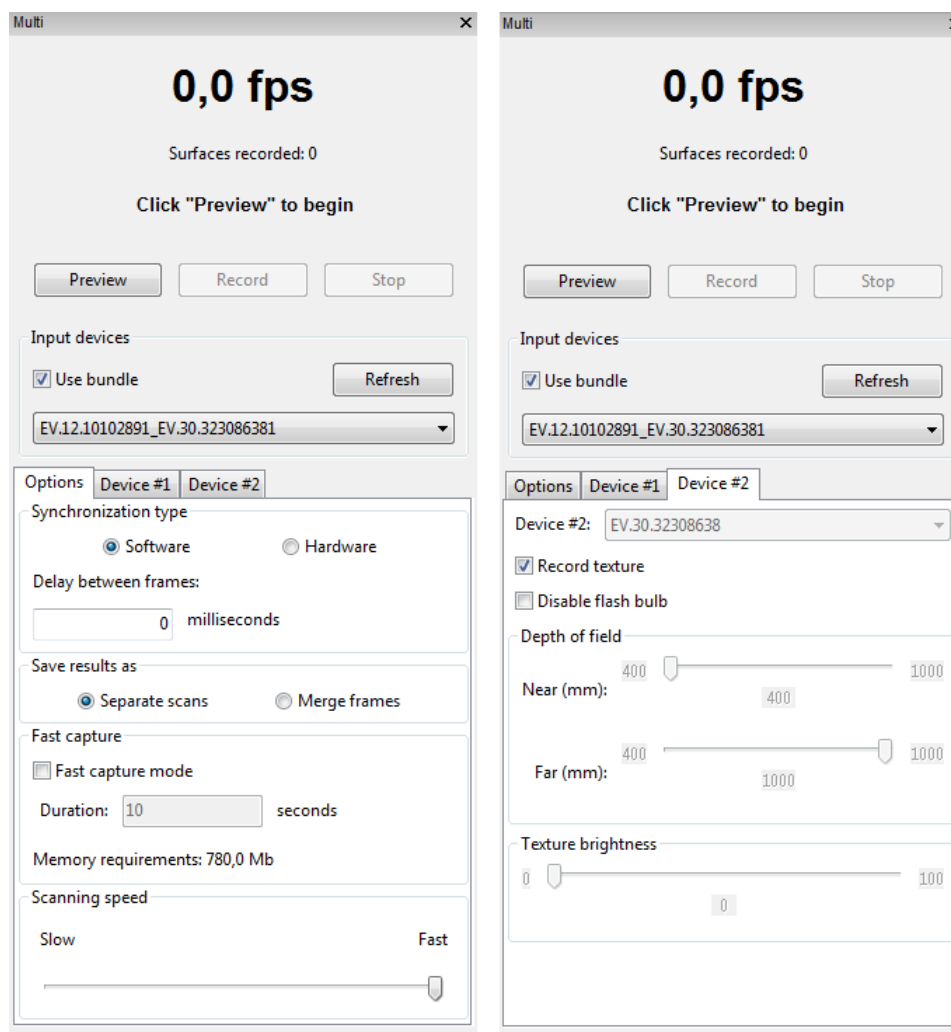 Multi
0,0 fps
Surfaces recorded: 0
Click "Preview" to begin
Preview Record Stop
Input devices
Use bundle Refresh
EV.12.10102891_EV.30.323086381
Options Device #1 Device #2
Synchronization type
Software Hardware
Delay between frames:
0 milliseconds
Save results as
Separate scans Merge frames
Fast capture
Fast capture mode
Duration: 10 seconds
Memory requirements: 780,0 Mb
Scanning speed
Slow Fast
Multi
0,0 fps
Surfaces recorded: 0
Click "Preview" to begin
Preview Record Stop
Input devices
Use bundle Refresh
EV.12.10102891_EV.30.323086381
Options Device #1 Device #2
Device #2: EV.30.32308638
Record texture
Disable flash bulb
Depth of field
Near (mm): 400 1000
400
Far (mm): 400 1000
1000
Texture brightness
0 100
0